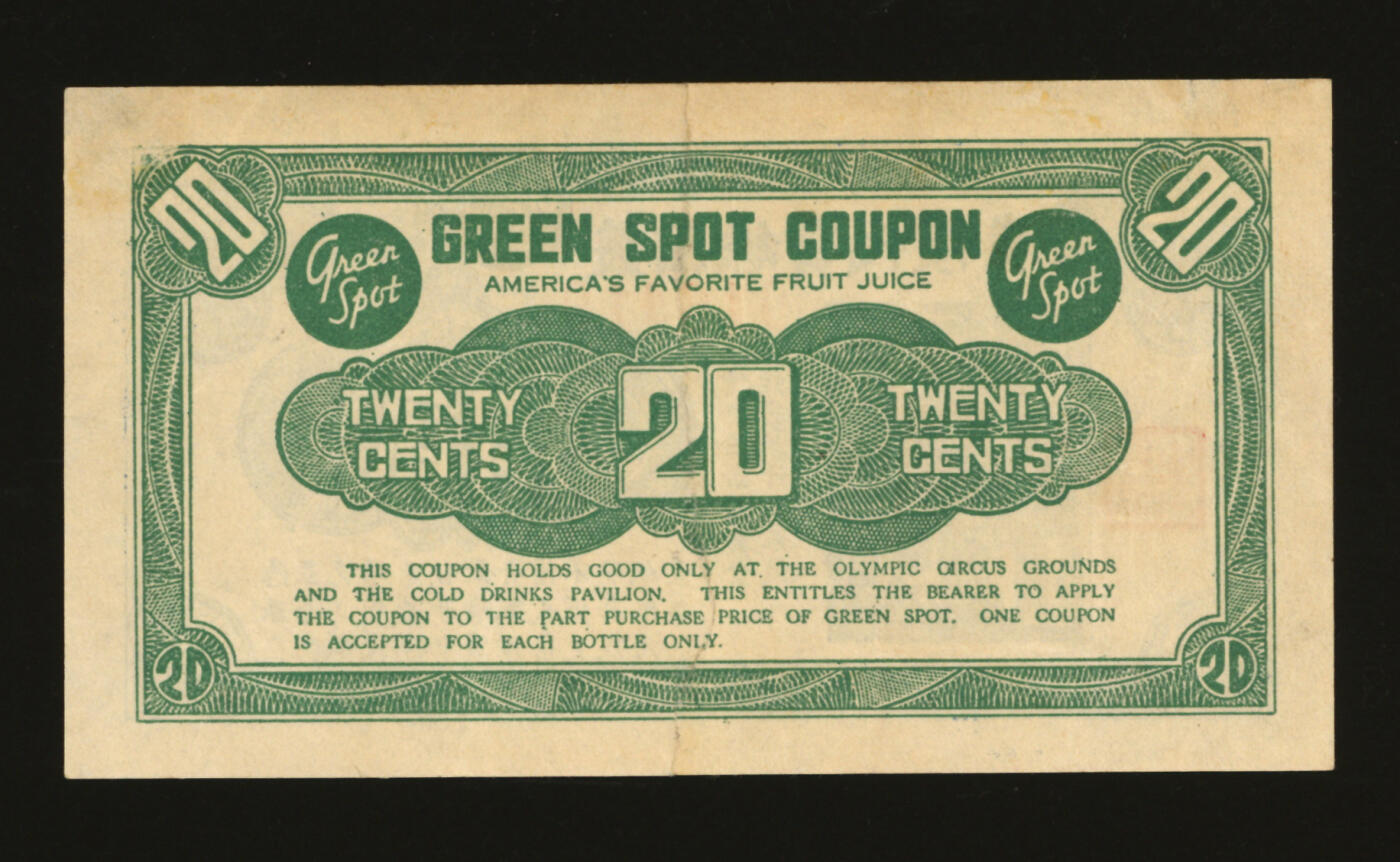 20
20
GREEN SPOT COUPON
Green
Spot
Green
Spot
AMERICA'S FAVORITE FRUIT JUICE
TWENTY
CENTS
20
TWENTY
CENTS
THIS COUPON HOLDS GOOD ONLY AT THE OLYMPIC CIRCUS GROUNDS
AND THE COLD DRINKS PAVILION. THIS ENTITLES THE BEARER TO APPLY
THE COUPON TO THE PART PURCHASE PRICE OF GREEN SPOT. ONE COUPON
IS ACCEPTED FOR EACH BOTTLE ONLY.
20
20